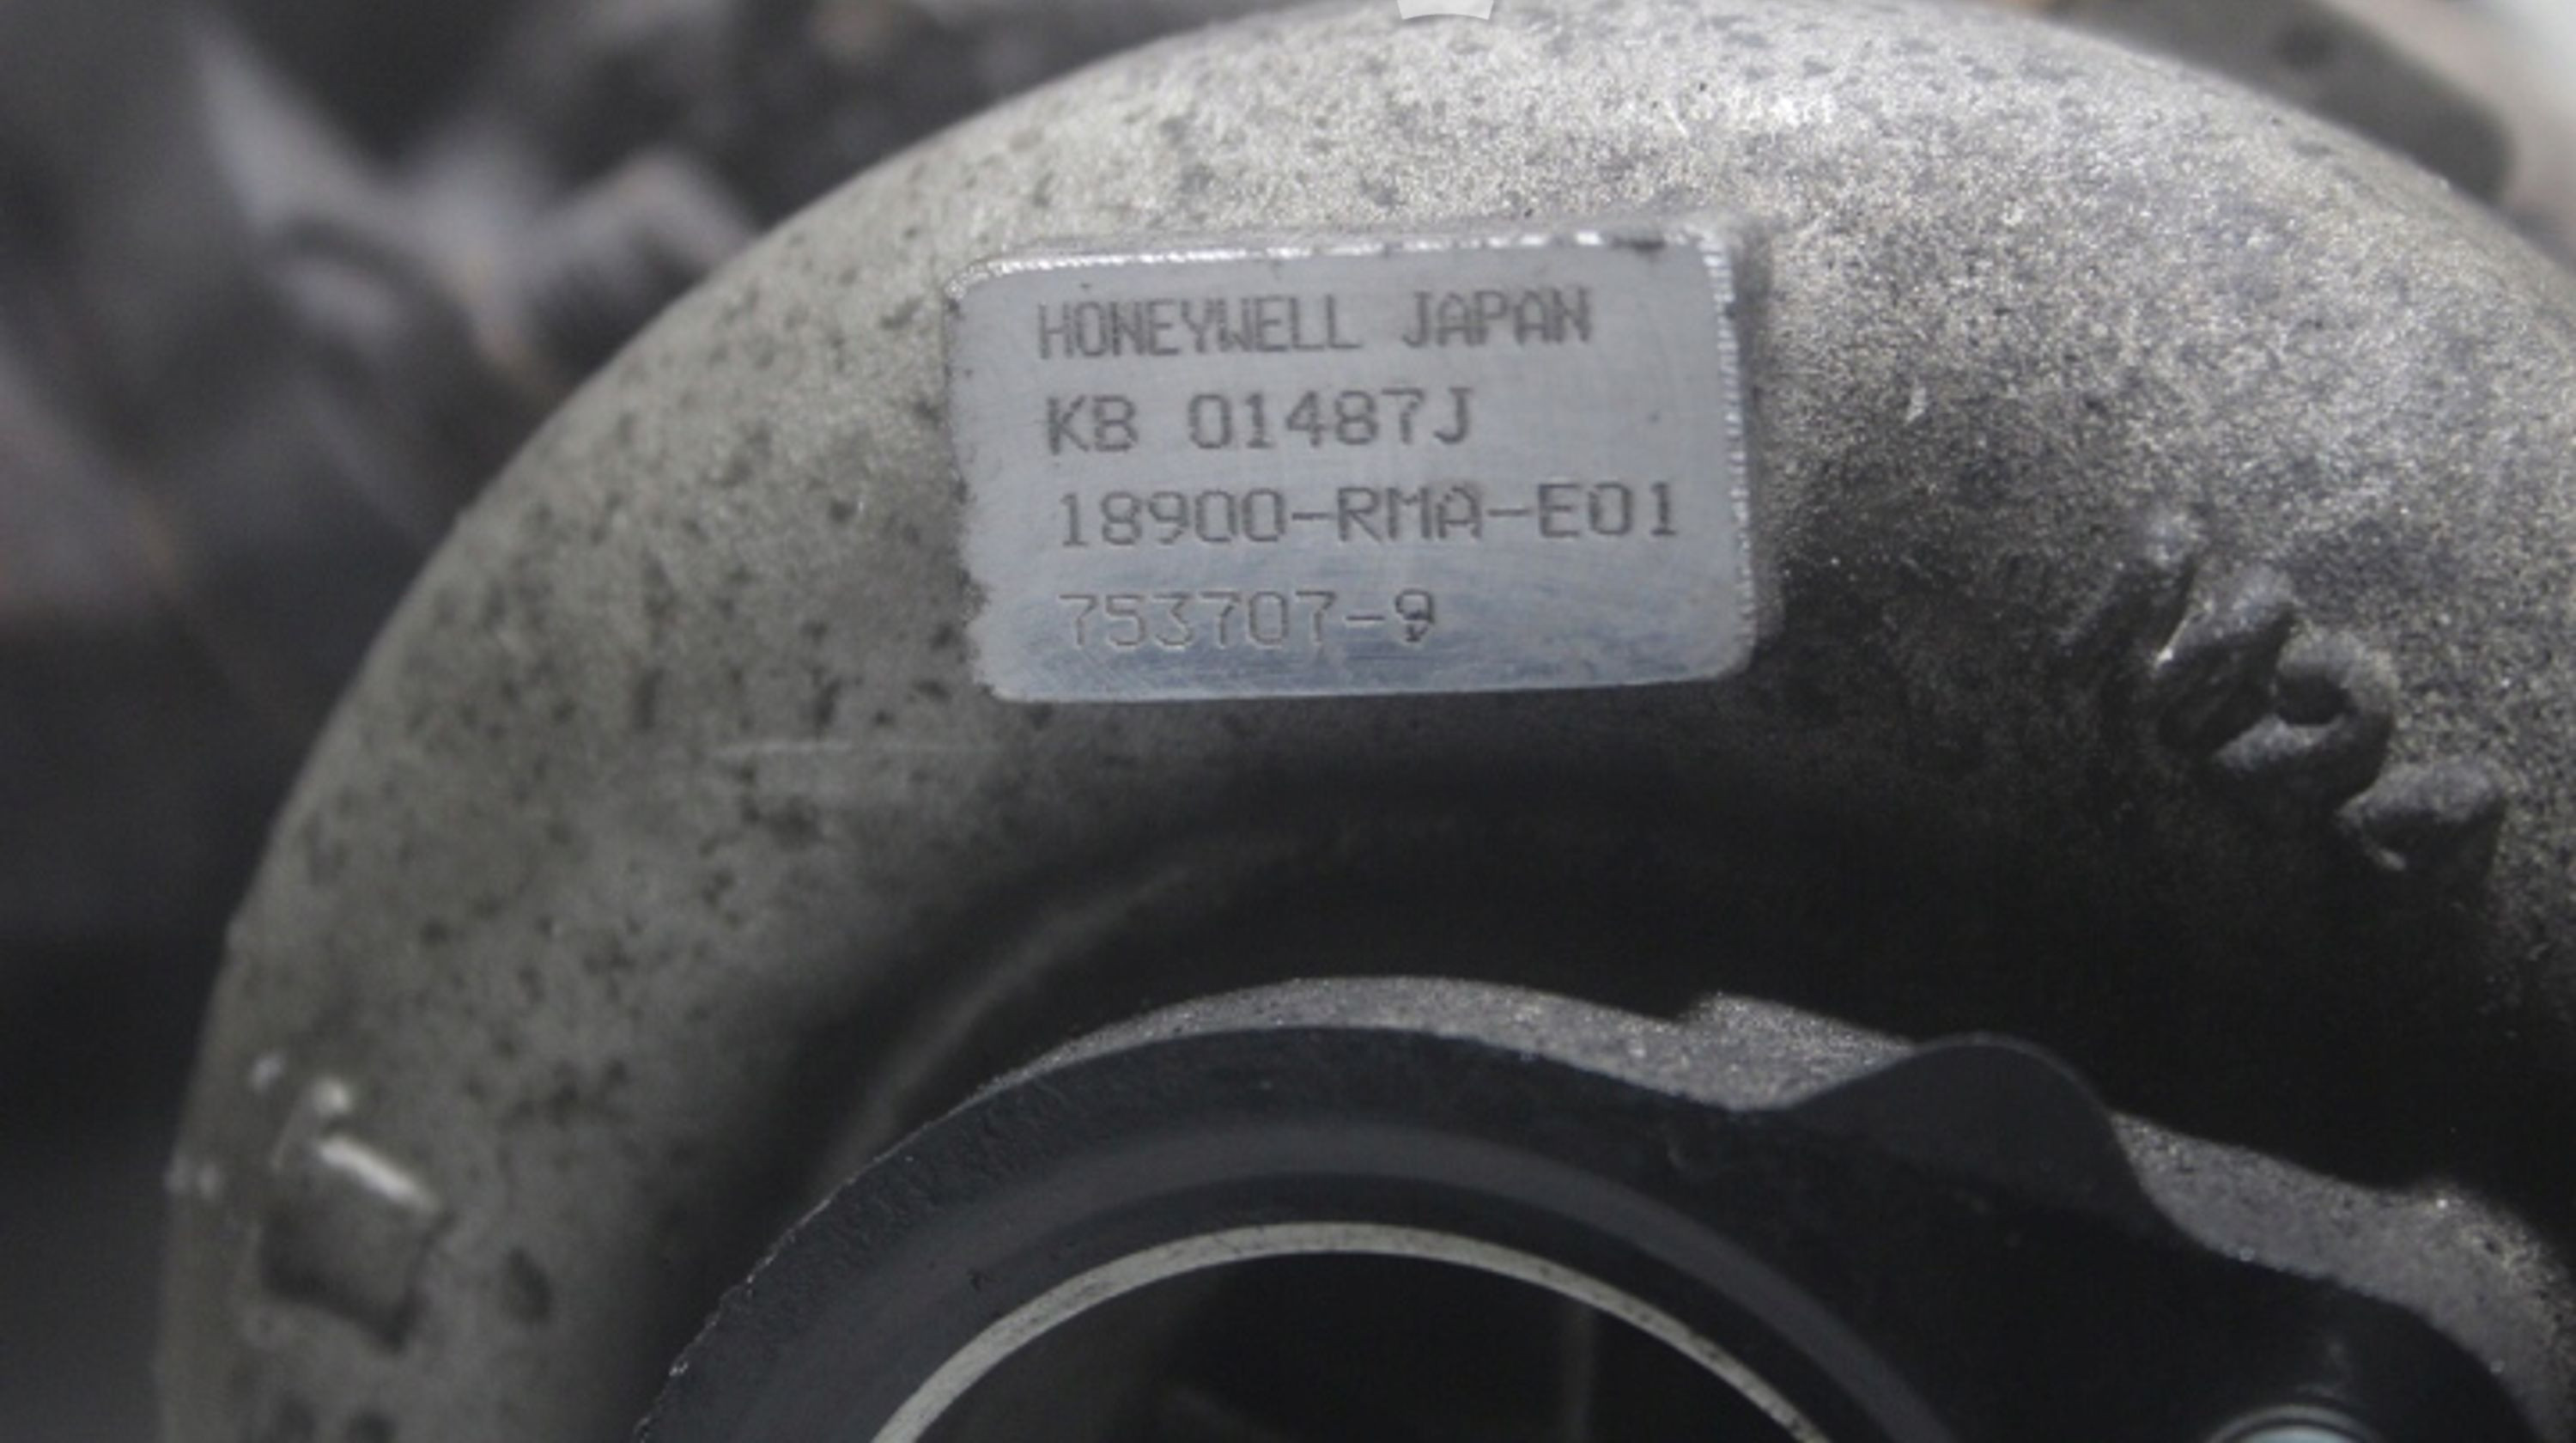 HONEYWELL JAPAN
KB 01487J
18900-RMA-E01
753707-9